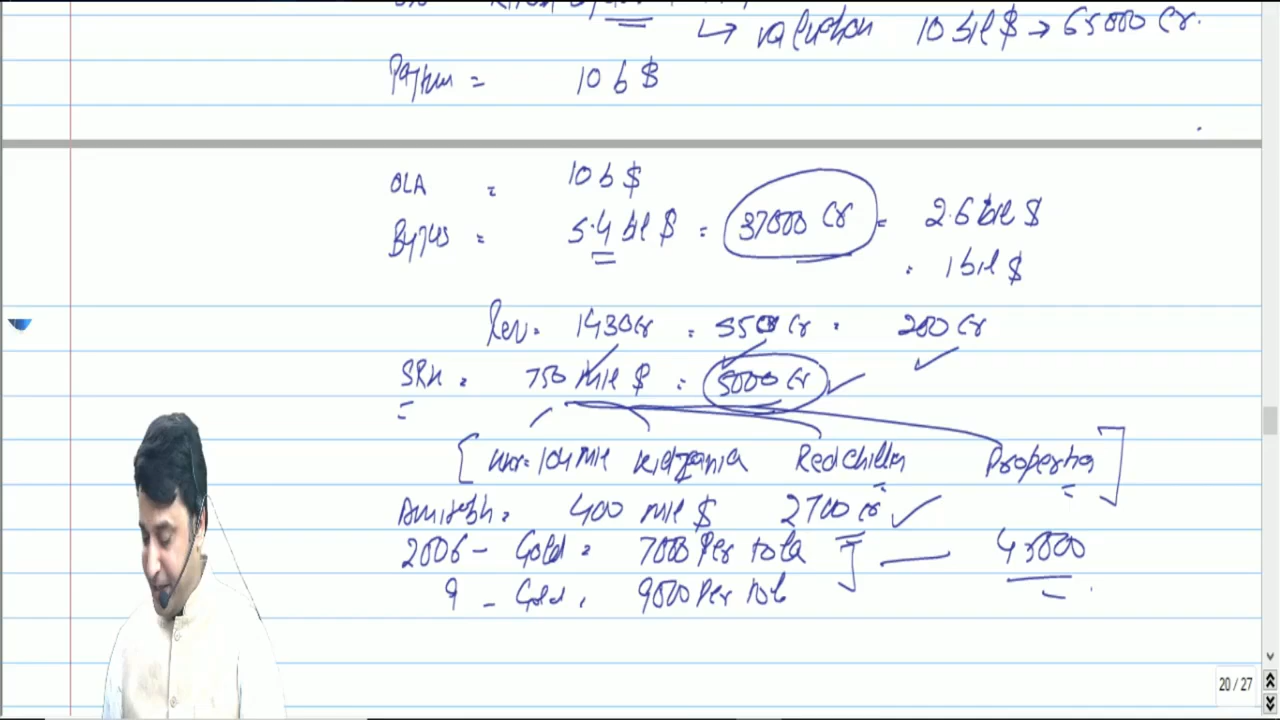 ↳ valuation 10 bil $ → 65000 Cr.
Paytm = 10 b $
OLA = 10 b $
Byjus = 5.4 bil $ = 37000 Cr = 2.6 bil $
= 1 bil $
Rev = 1430 Cr = 550 Cr = 200 Cr
SRK = 750 mil $ = 5000 Cr
[ KKR = 104 mil Kidzania Redchillies Properties ]
Amitabh = 400 mil $ 2700 Cr
2006 - Gold = 7000 Per tola ] — 45000
9 - Gold = 9000 Per tola
20 / 27